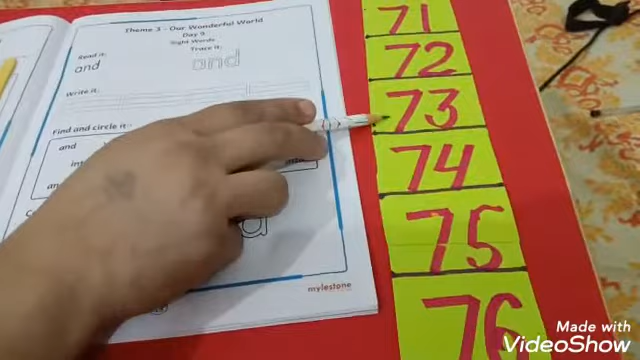 Theme 3 - Our Wonderful World
Day 9
Sight Words
Read it:
Trace it:
and
and
Write it:
Find and circle it:
and
mylestone
71
72
73
74
75
76
Made with
VideoShow